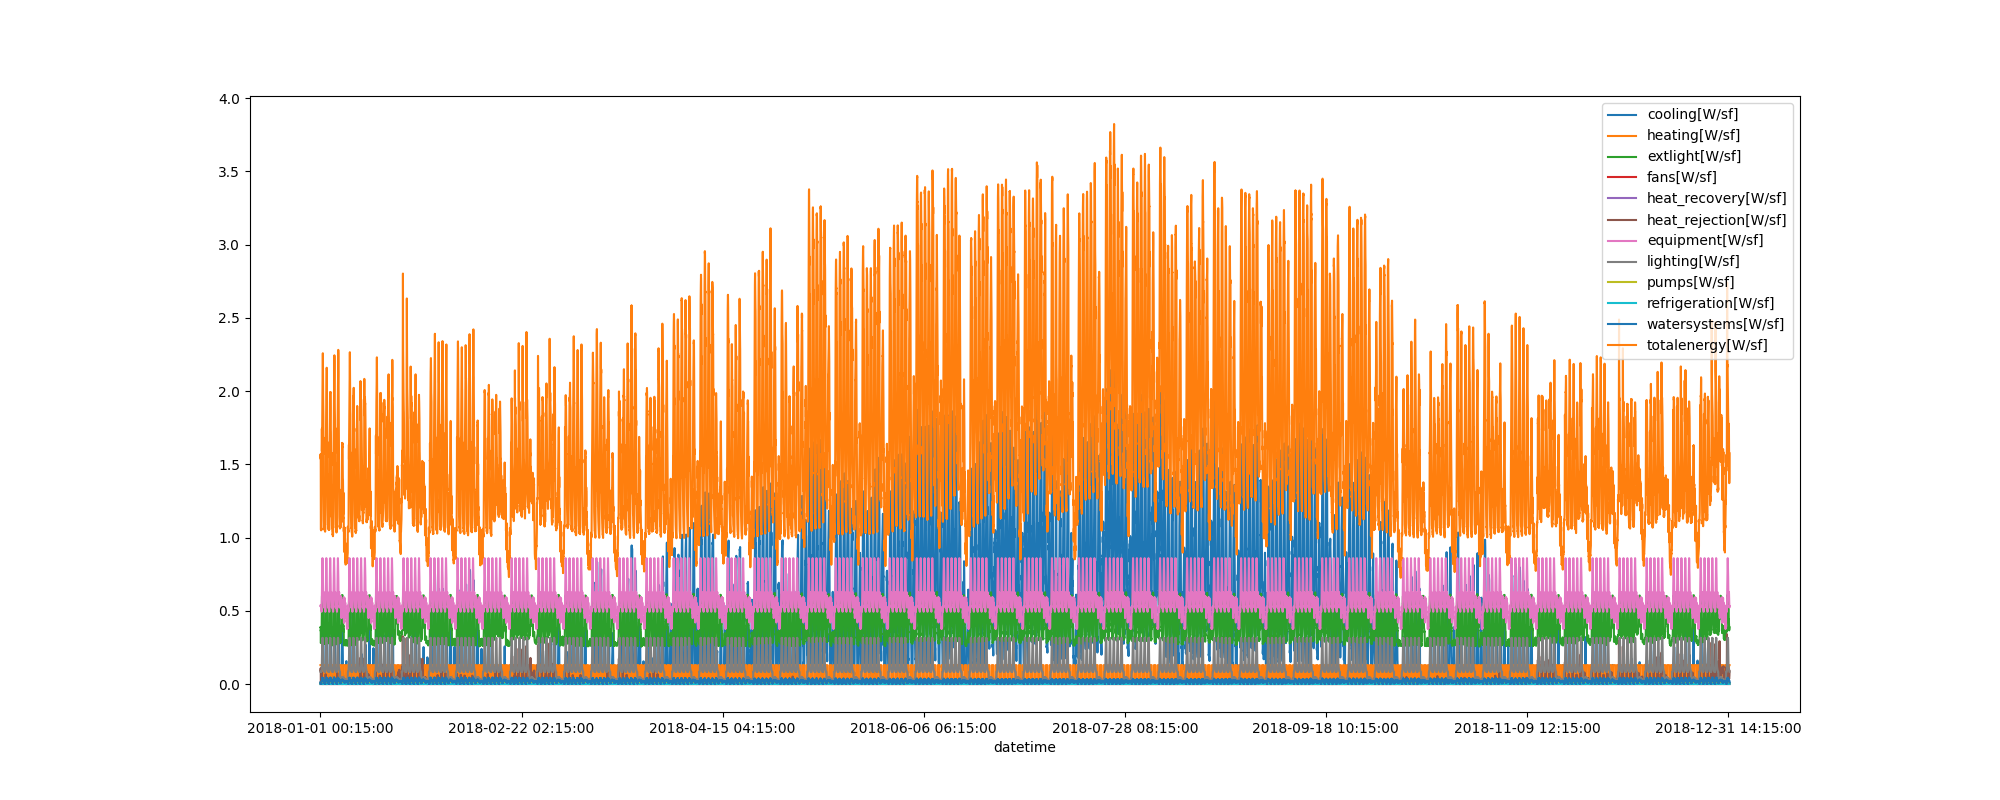 4.0
3.5
3.0
2.5
2.0
1.5
1.0
0.5
0.0
cooling[W/sf]
heating[W/sf]
extlight[W/sf]
fans[W/sf]
heat_recovery[W/sf]
heat_rejection[W/sf]
equipment[W/sf]
lighting[W/sf]
pumps[W/sf]
refrigeration[W/sf]
watersystems[W/sf]
totalenergy[W/sf]
2018-01-01 00:15:00 2018-02-22 02:15:00 2018-04-15 04:15:00 2018-06-06 06:15:00 2018-07-28 08:15:00 2018-09-18 10:15:00 2018-11-09 12:15:00 2018-12-31 14:15:00
datetime